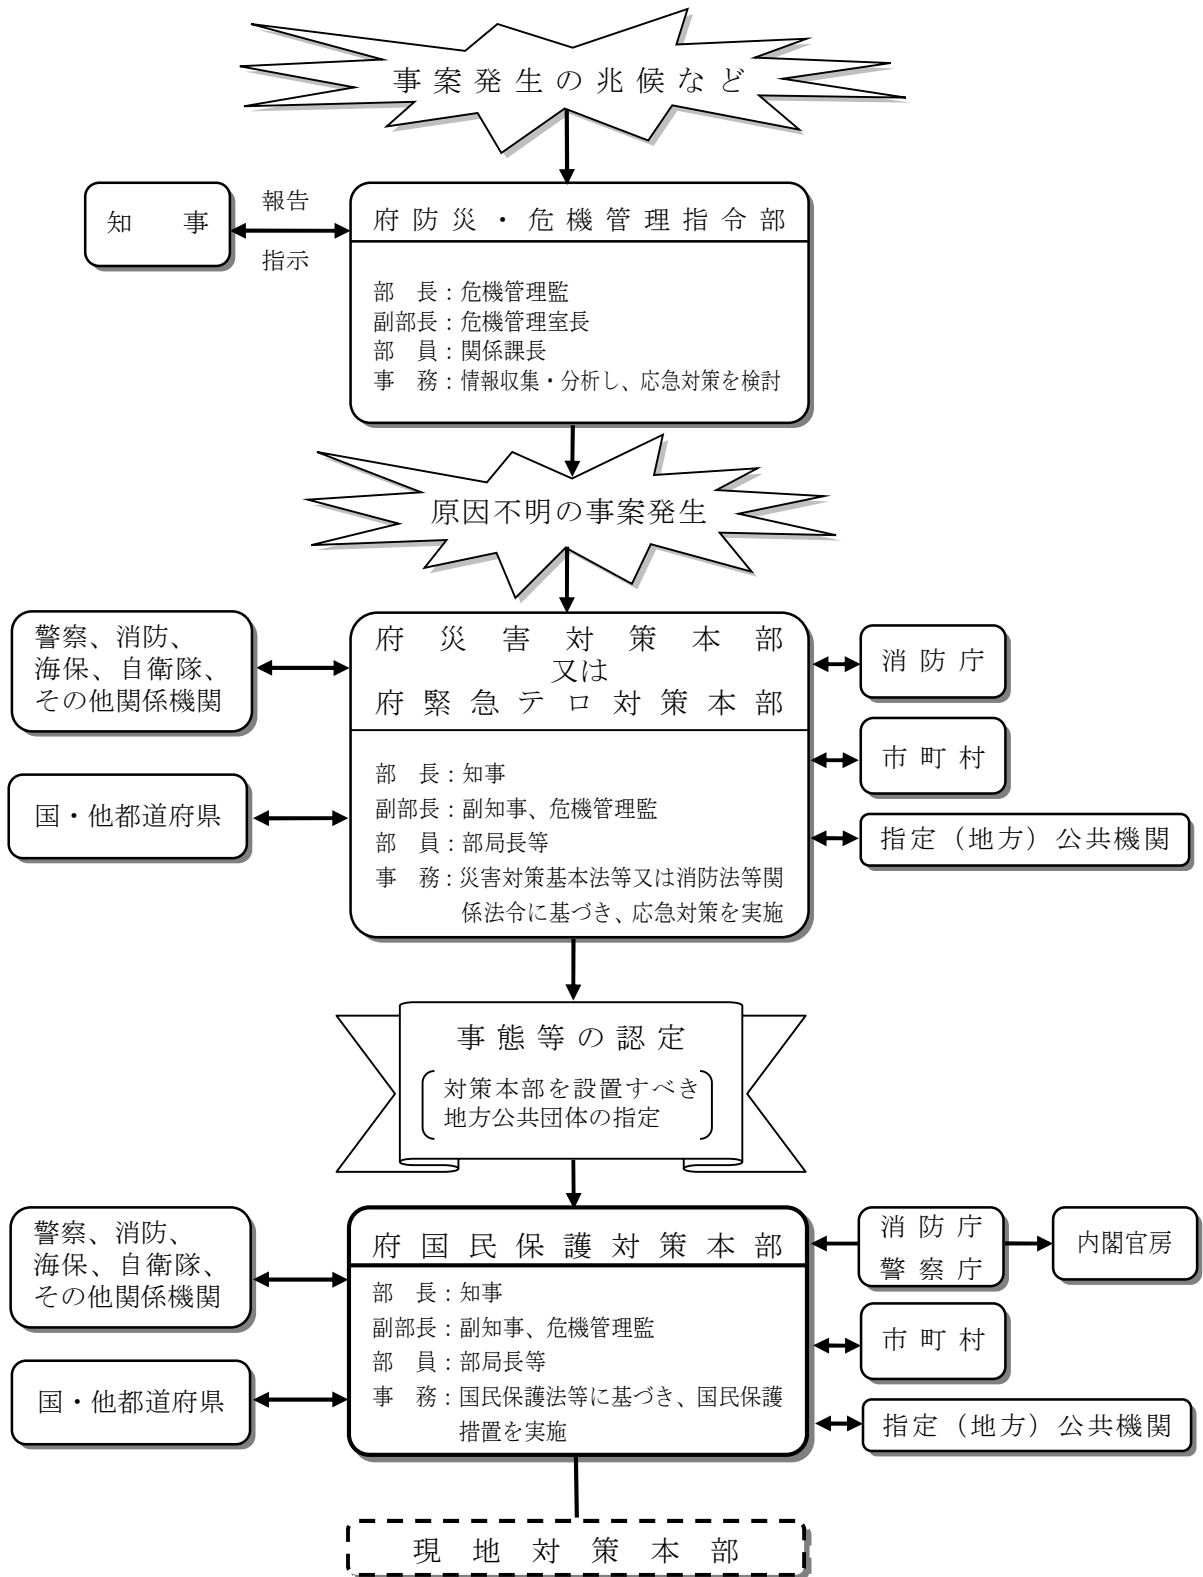 事案発生の兆候など
知　事
報告
指示
府防災・危機管理指令部
部　長：危機管理監
副部長：危機管理室長
部　員：関係課長
事　務：情報収集・分析し、応急対策を検討
原因不明の事案発生
警察、消防、
海保、自衛隊、
その他関係機関
国・他都道府県
府災害対策本部
又は
府緊急テロ対策本部
部　長：知事
副部長：副知事、危機管理監
部　員：部局長等
事　務：災害対策基本法等又は消防法等関
係法令に基づき、応急対策を実施
消防庁
市町村
指定（地方）公共機関
事態等の認定
対策本部を設置すべき
地方公共団体の指定
警察、消防、
海保、自衛隊、
その他関係機関
国・他都道府県
府国民保護対策本部
部　長：知事
副部長：副知事、危機管理監
部　員：部局長等
事　務：国民保護法等に基づき、国民保護
措置を実施
消防庁
警察庁
内閣官房
市町村
指定（地方）公共機関
現地対策本部